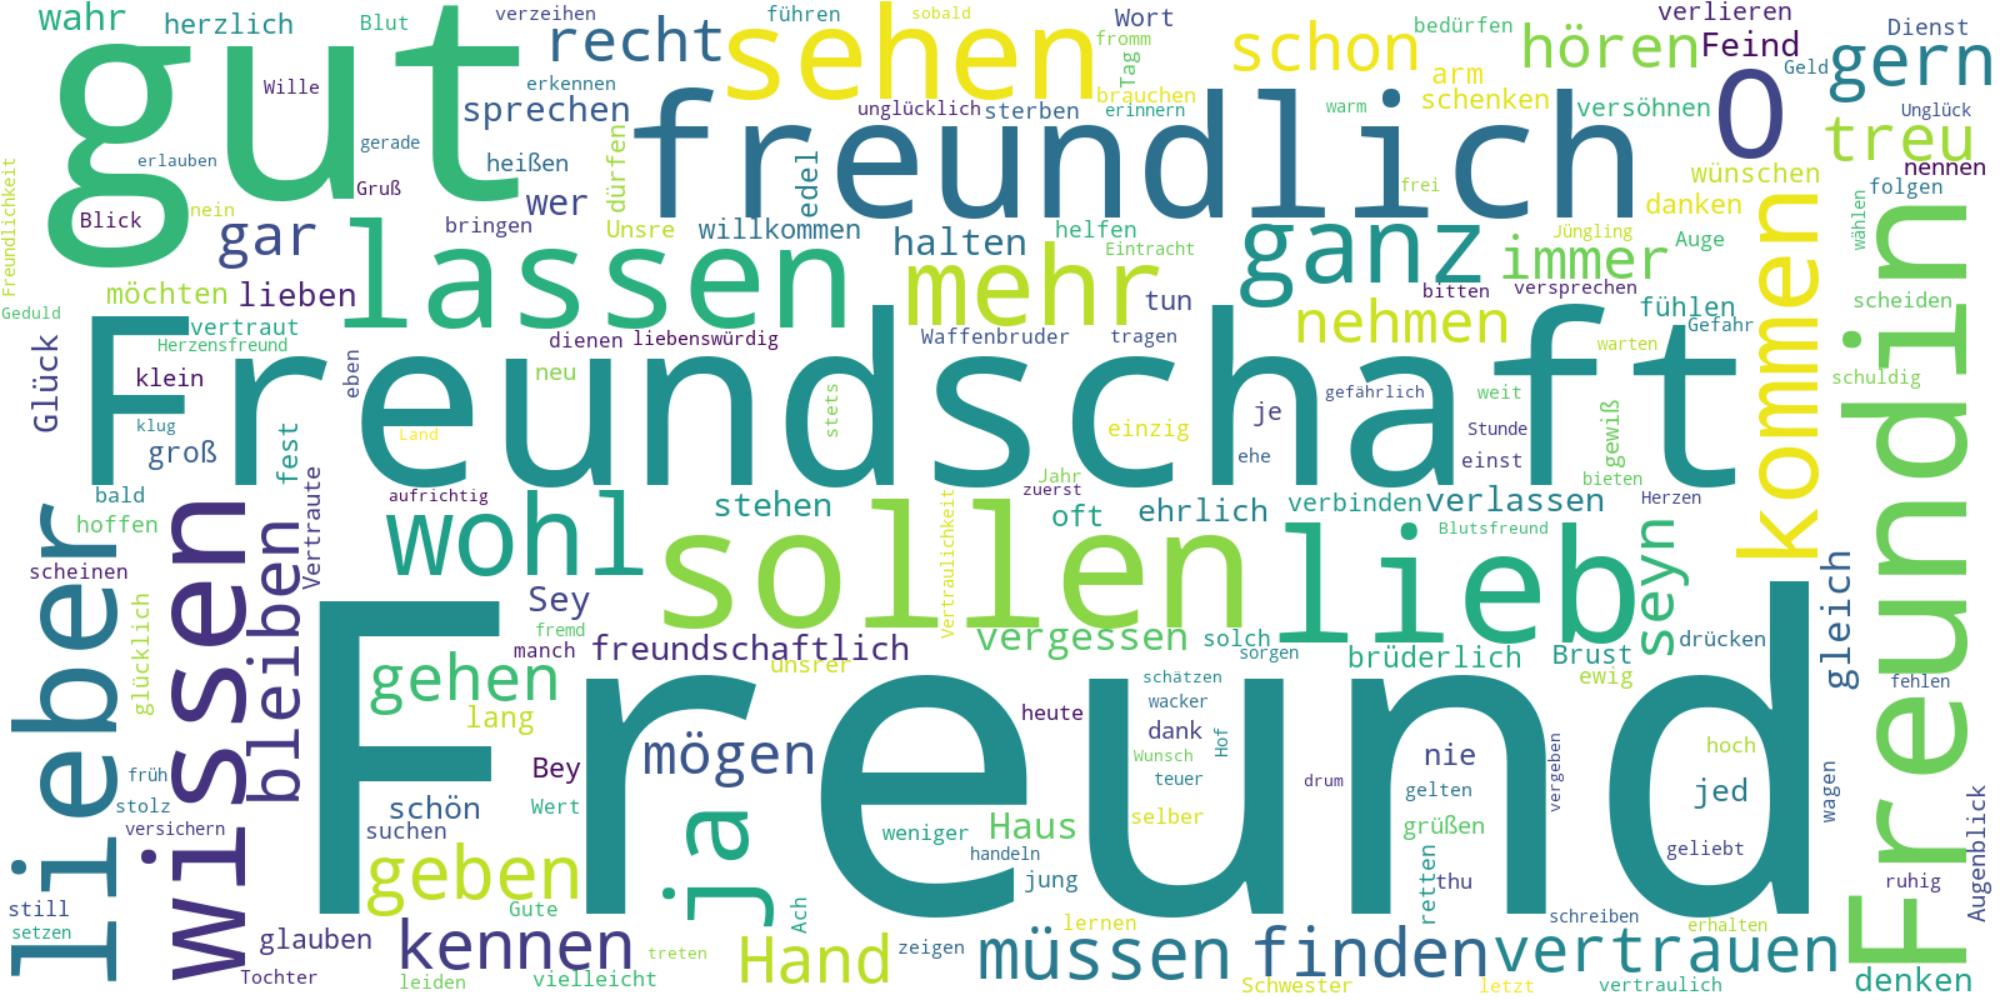 wahr
herzlich
Blut
verzeihen
führen
sobald
Wort
bedürfen
verlieren
Dienst
gut
recht
sehen
fromm
schon
hören
Feind
gern
Wille
erkennen
Tag
arm
Geld
sprechen
brauchen
unglücklich
sterben
erinnern
warm
schenken
versöhnen
O
Unglück
freundlich
treu
gerade
erlauben
heißen
dürfen
edel
frei
wünschen
nennen
folgen
Freundlichkeit
Gruß
wer
danken
wählen
Blick
nein
gar
bringen
Unsre
willkommen
halten
helfen
Eintracht
ganz
Jüngling
immer
Auge
kommen
Freundin
lassen
mehr
möchten
lieben
tun
bitten
versprechen
fühlen
scheiden
Geduld
vertraut
Herzensfreund
dienen
liebenswürdig
Waffenbruder
tragen
nehmen
Gefahr
warten
Glück
Freundschaft
klein
eben
neu
stets
gefährlich
weit
schuldig
klug
groß
fest
Land
einzig
je
Stunde
gewiß
ehe
einst
Jahr
bieten
bald
aufrichtig
zuerst
Herzen
hoffen
Vertraute
wohl
stehen
Vertraulichkeit
oft
ehrlich
verbinden
verlassen
Blutsfreund
seyn
lieber
wissen
bleiben
sollen
lieb
gleich
scheinen
glücklich
Sey
fremd
manch
freundschaftlich
vergessen
solch
sorgen
drücken
unsrer
brüderlich
Brust
ewig
Freund
gehen
schätzen
fehlen
lang
wacker
heute
dank
Hof
mögen
Wunsch
nie
hoch
Bey
teuer
drum
vergeben
früh
stolz
schön
Wert
gelten
jed
wagen
versichern
suchen
ja
weniger
Haus
selber
grüßen
Augenblick
handeln
geliebt
geben
jung
retten
thu
ruhig
still
Gute
Ach
schreiben
setzen
lernen
erhalten
glauben
kennen
treten
Hand
zeigen
müssen
finden
vertrauen
Tochter
leiden
vielleicht
Schwester
letzt
vertraulich
denken